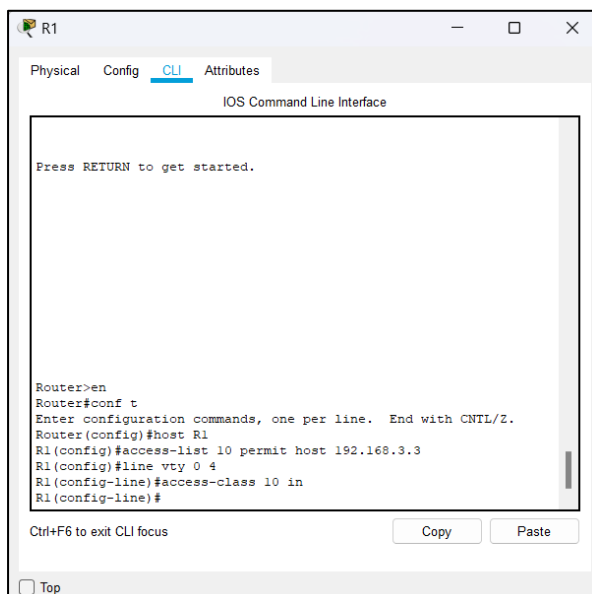 R1
Physical Config CLI Attributes
IOS Command Line Interface
Press RETURN to get started.
Router>en
Router#conf t
Enter configuration commands, one per line.  End with CNTL/Z.
Router(config)#host R1
R1(config)#access-list 10 permit host 192.168.3.3
R1(config)#line vty 0 4
R1(config-line)#access-class 10 in
R1(config-line)#
Ctrl+F6 to exit CLI focus Copy Paste
Top